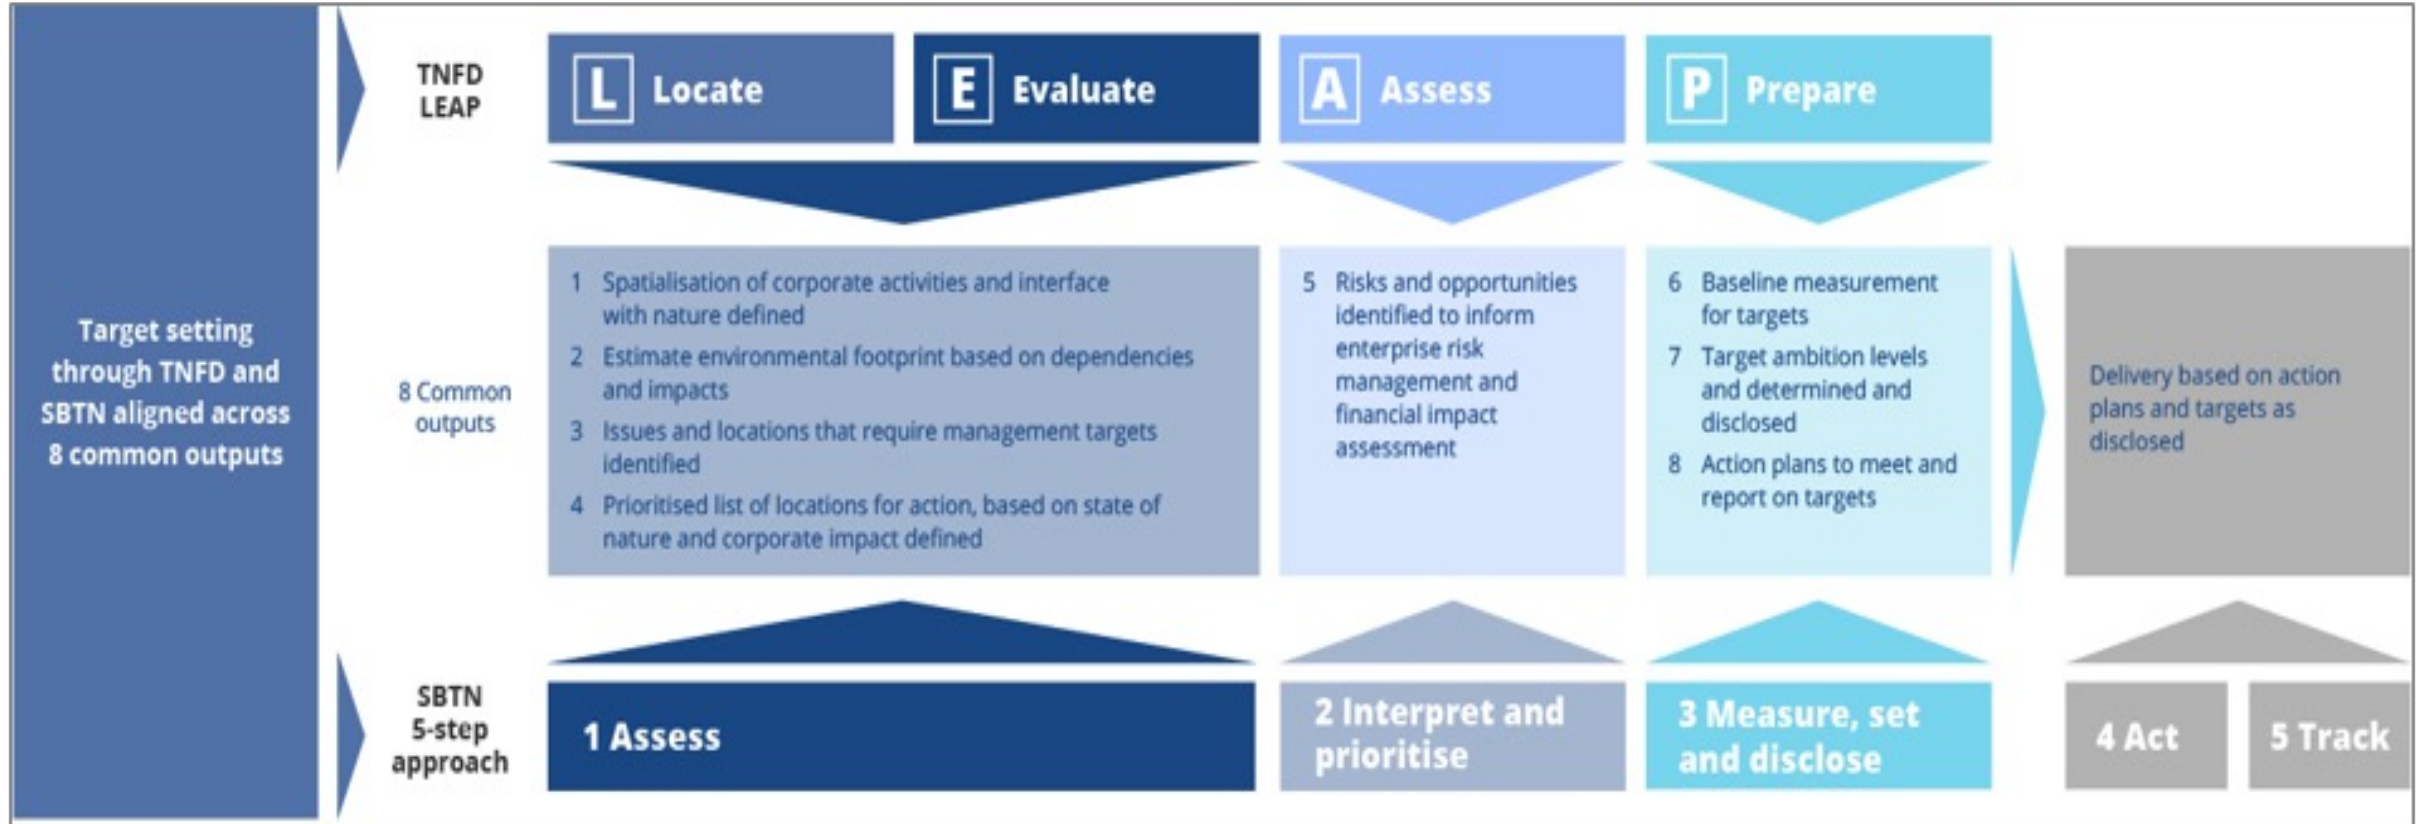 Target setting
through TNFD and
SBTN aligned across
8 common outputs
TNFD
LEAP
L Locate
E Evaluate
A Assess
P Prepare
8 Common
outputs
1 Spatialisation of corporate activities and interface
with nature defined
2 Estimate environmental footprint based on dependencies
and impacts
3 Issues and locations that require management targets
identified
4 Prioritised list of locations for action, based on state of
nature and corporate impact defined
5 Risks and opportunities
identified to inform
enterprise risk
management and
financial impact
assessment
6 Baseline measurement
for targets
7 Target ambition levels
and determined and
disclosed
8 Action plans to meet and
report on targets
Delivery based on action
plans and targets as
disclosed
SBTN
5-step
approach
1 Assess
2 Interpret and
prioritise
3 Measure, set
and disclose
4 Act
5 Track